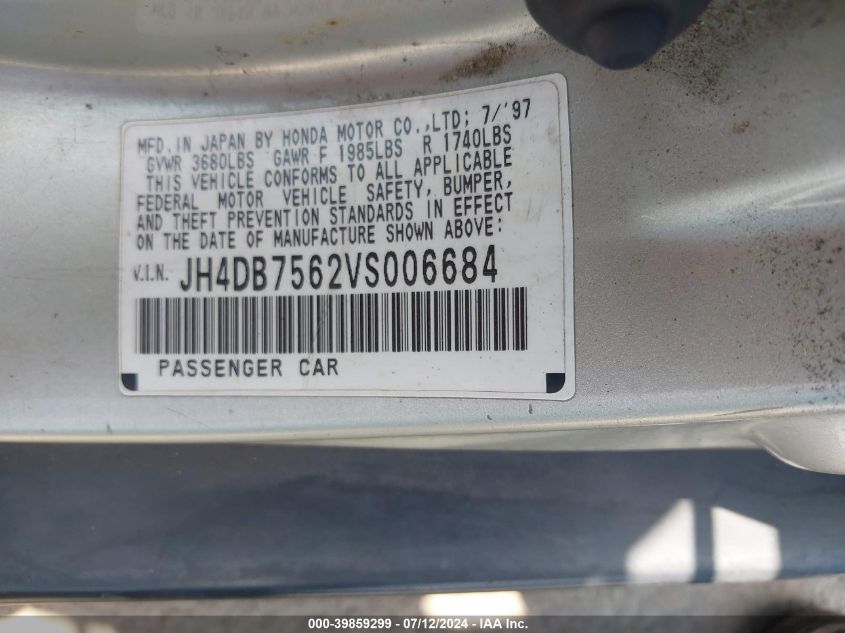 MFD. IN JAPAN BY HONDA MOTOR CO.,LTD; 7/'97
GVWR 3680LBS GAWR F 1985LBS R 1740LBS
THIS VEHICLE CONFORMS TO ALL APPLICABLE
FEDERAL MOTOR VEHICLE SAFETY, BUMPER,
AND THEFT PREVENTION STANDARDS IN EFFECT
ON THE DATE OF MANUFACTURE SHOWN ABOVE:
V.I.N. JH4DB7562VS006684
PASSENGER CAR
000-39859299 - 07/12/2024 - IAA Inc.